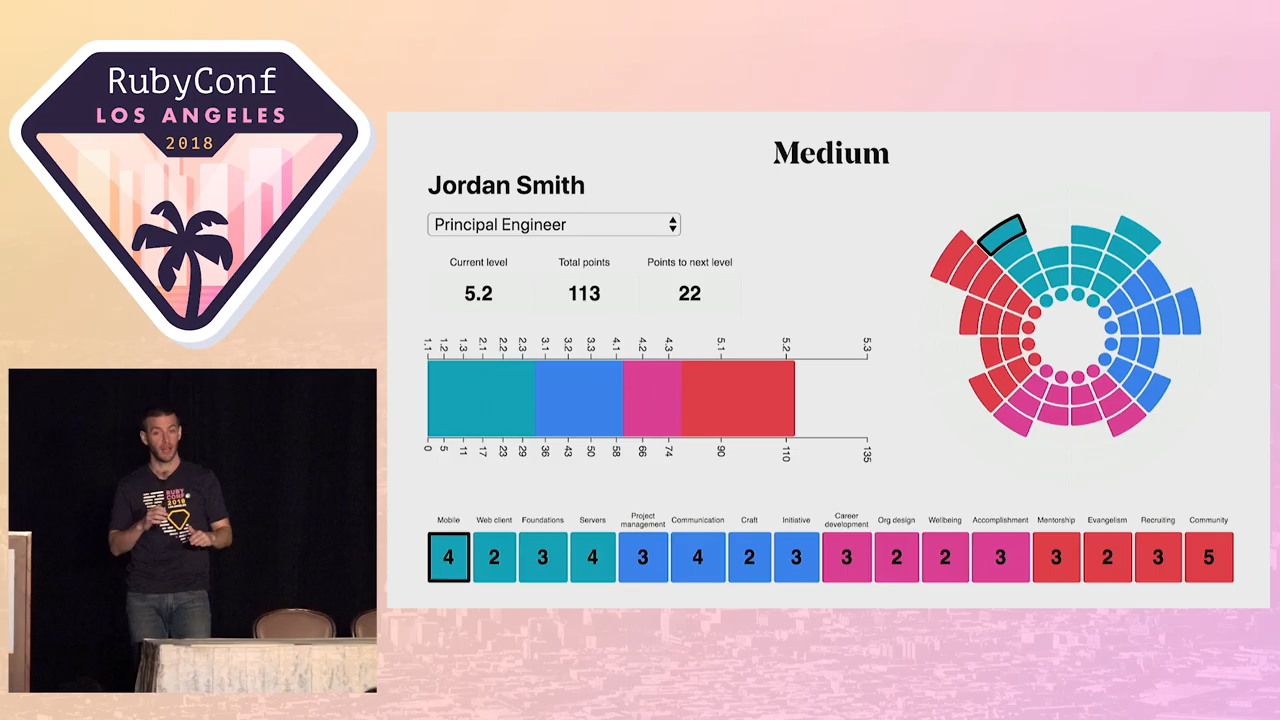 RubyConf
LOS ANGELES
2018
Medium
Jordan Smith
Principal Engineer
Current level Total points Points to next level
5.2 113 22
1.1 1.2 1.3 2.1 2.2 2.3 3.1 3.2 3.3 4.1 4.2 4.3 5.1 5.2 5.3
0 5 11 17 23 29 36 43 50 58 66 74 90 110 135
Mobile Web client Foundations Servers Project management Communication Craft Initiative Career development Org design Wellbeing Accomplishment Mentorship Evangelism Recruiting Community
4 2 3 4 3 4 2 3 3 2 2 3 3 2 3 5
RUBY
CONF
2018